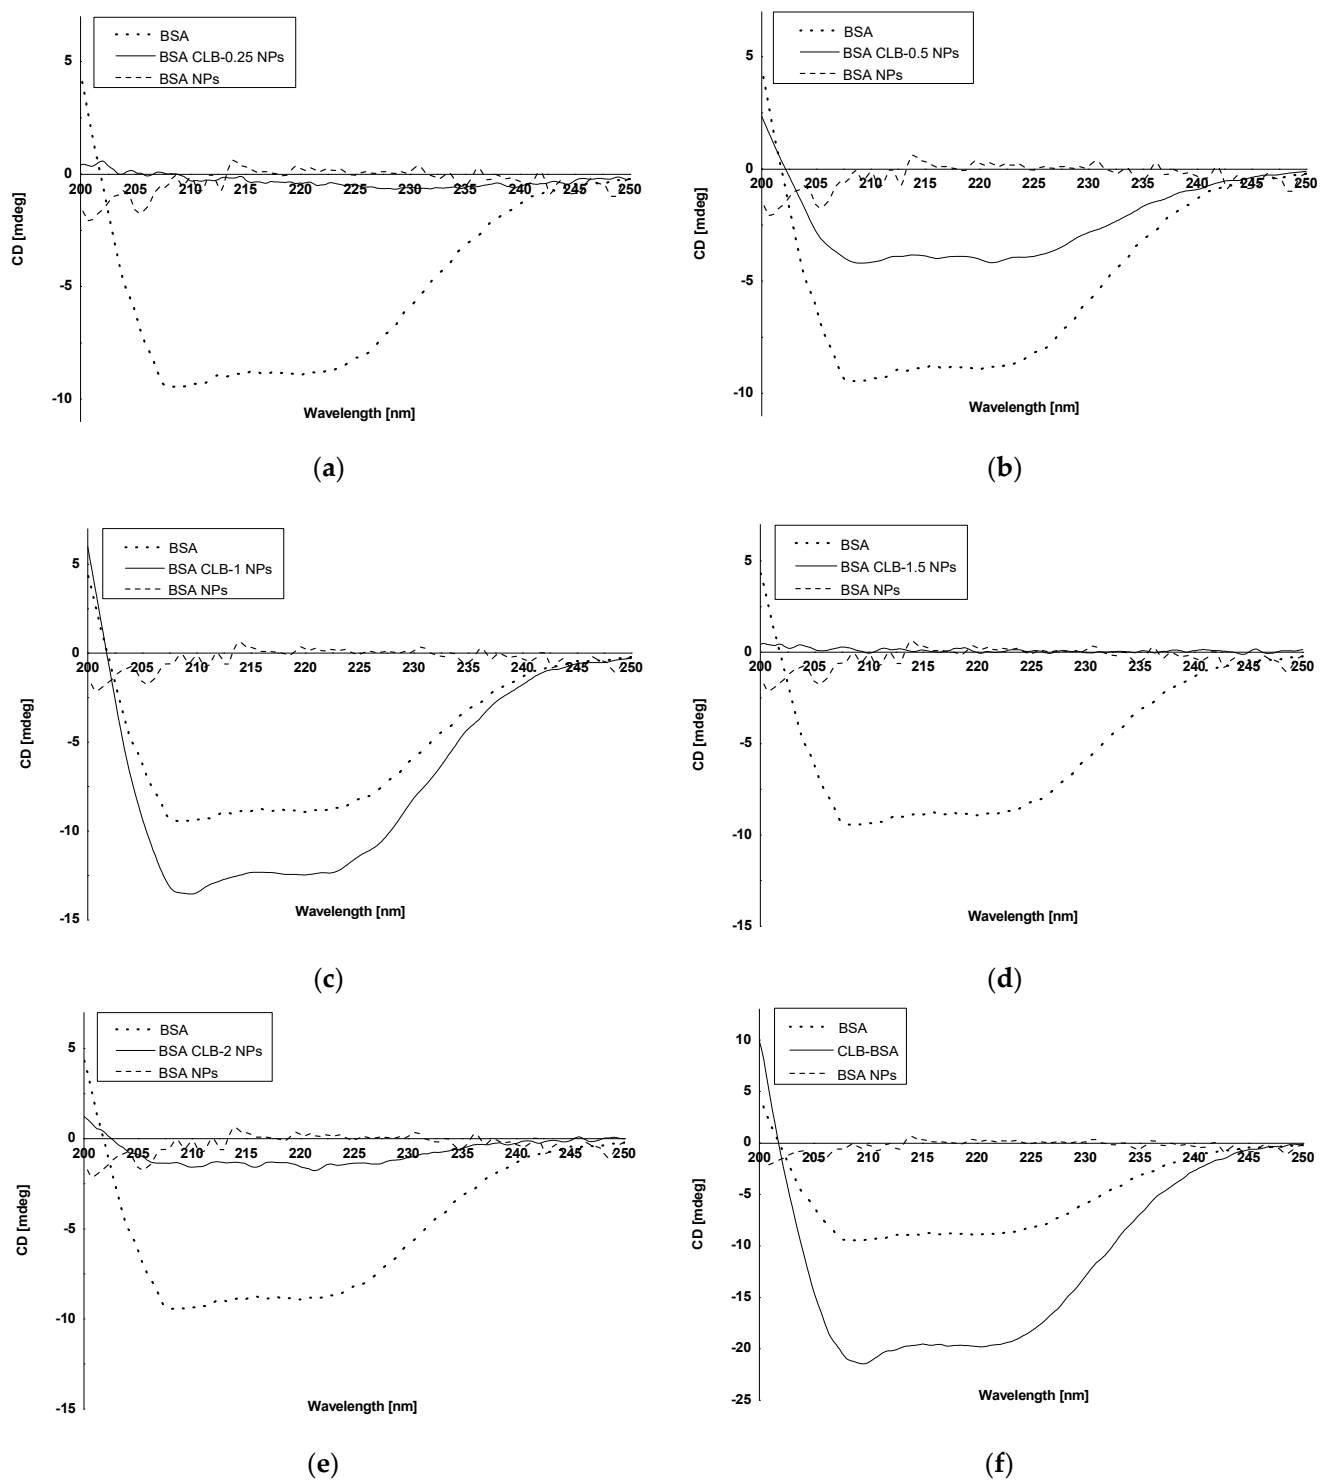 BSA
BSA CLB-0.25 NPs
BSA NPs
5
0
-5
-10
200 205 210 215 220 225 230 235 240 245 250
CD [mdeg]
Wavelength [nm]
(a)
BSA
BSA CLB-0.5 NPs
BSA NPs
5
0
-5
-10
200 205 210 215 220 225 230 235 240 245 250
CD [mdeg]
Wavelength [nm]
(b)
BSA
BSA CLB-1 NPs
BSA NPs
5
0
-5
-10
-15
200 205 210 215 220 225 230 235 240 245 250
CD [mdeg]
Wavelength [nm]
(c)
BSA
BSA CLB-1.5 NPs
BSA NPs
5
0
-5
-10
-15
200 205 210 215 220 225 230 235 240 245 250
CD [mdeg]
Wavelength [nm]
(d)
BSA
BSA CLB-2 NPs
BSA NPs
5
0
-5
-10
-15
200 205 210 215 220 225 230 235 240 245 250
CD [mdeg]
Wavelength [nm]
(e)
BSA
CLB-BSA
BSA NPs
10
5
0
-5
-10
-15
-20
-25
200 205 210 215 220 225 230 235 240 245 250
CD [mdeg]
Wavelength [nm]
(f)